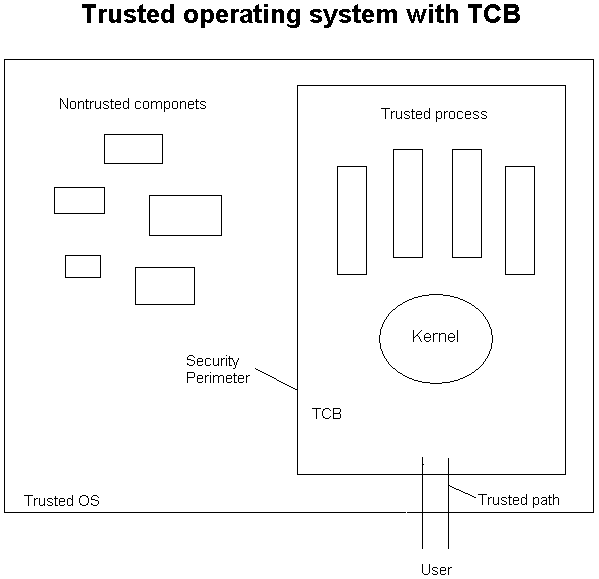 Trusted operating system with TCB
Nontrusted componets
Trusted process
Kernel
Security
Perimeter
TCB
Trusted OS
Trusted path
User